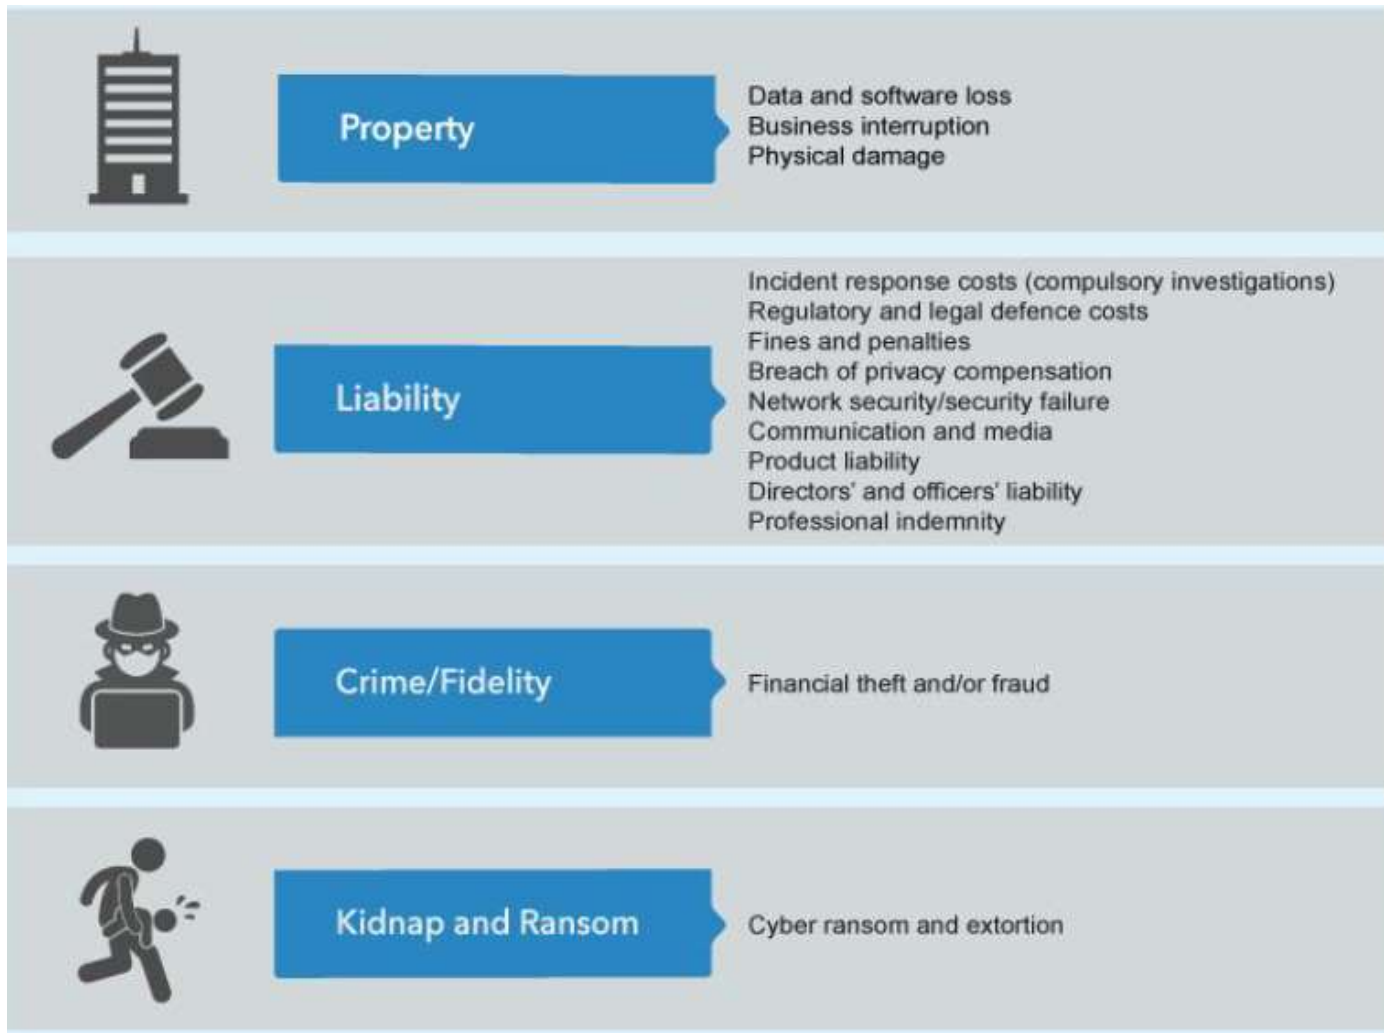 Property
Data and software loss
Business interruption
Physical damage
Liability
Incident response costs (compulsory investigations)
Regulatory and legal defence costs
Fines and penalties
Breach of privacy compensation
Network security/security failure
Communication and media
Product liability
Directors' and officers' liability
Professional indemnity
Crime/Fidelity
Financial theft and/or fraud
Kidnap and Ransom
Cyber ransom and extortion